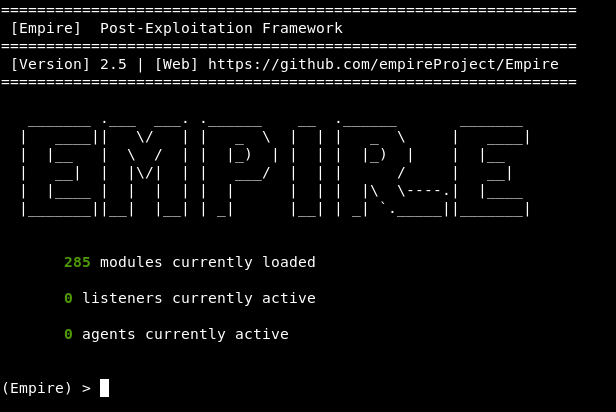 ================================================================
[Empire]  Post-Exploitation Framework
================================================================
[Version] 2.5 | [Web] https://github.com/empireProject/Empire
================================================================
EMPIRE
285 modules currently loaded
0 listeners currently active
0 agents currently active
(Empire) >